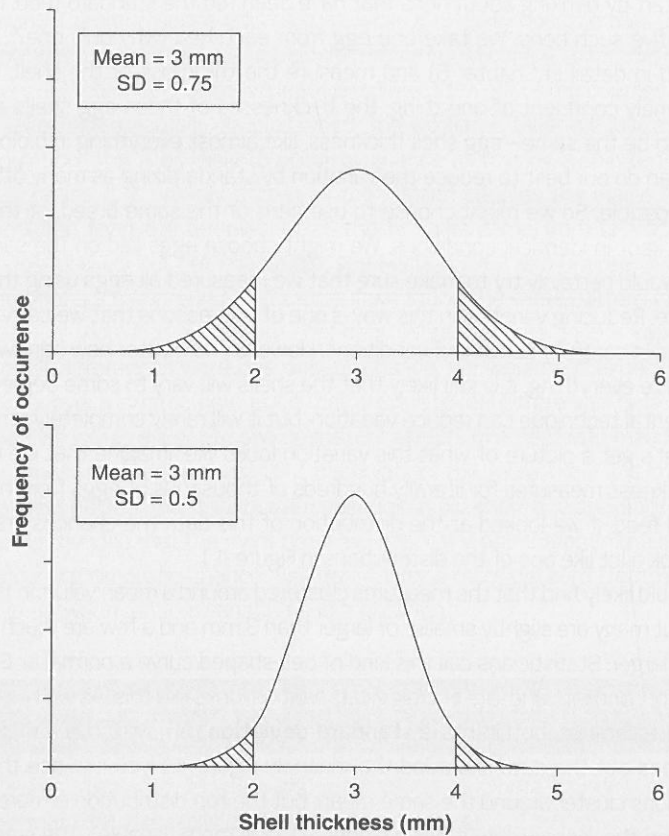 Mean = 3 mm
SD = 0.75
0 1 2 3 4 5 6
Frequency of occurrence
Mean = 3 mm
SD = 0.5
0 1 2 3 4 5 6
Shell thickness (mm)